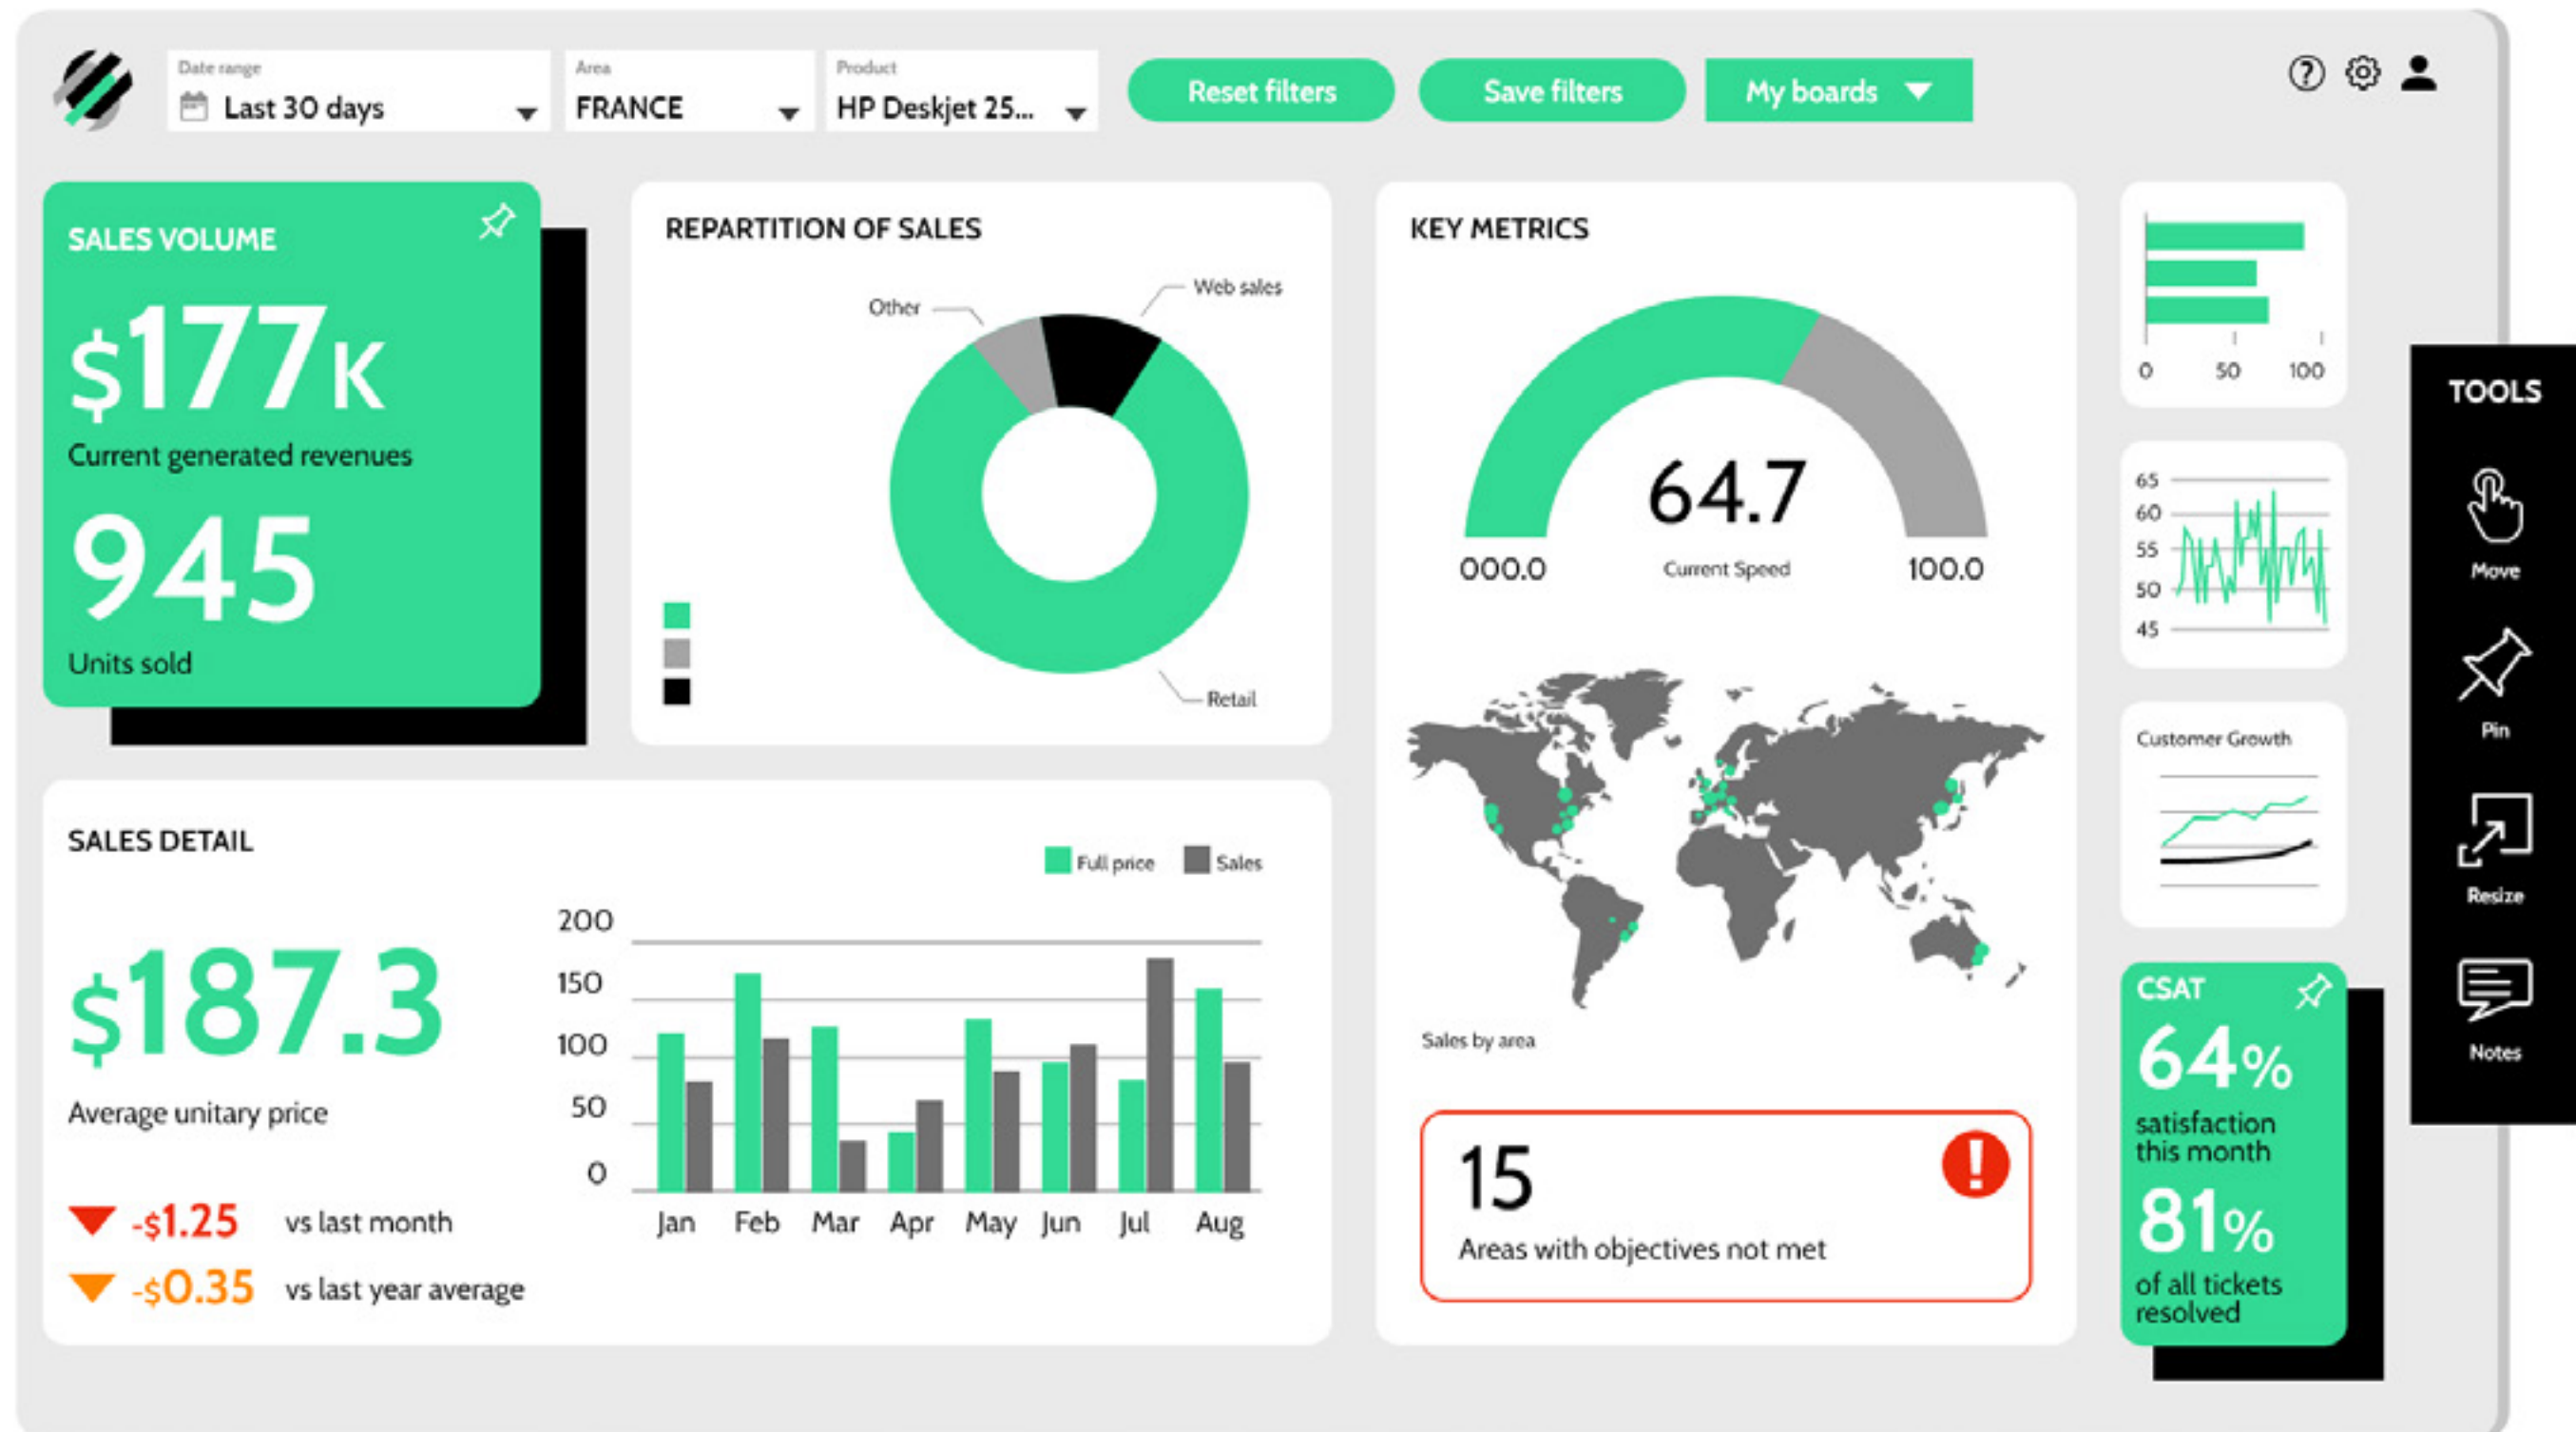 Date range
Last 30 days
Area
FRANCE
Product
HP Deskjet 25...
Reset filters
Save filters
My boards
SALES VOLUME
$177K
Current generated revenues
945
Units sold
REPARTITION OF SALES
Other
Web sales
Retail
KEY METRICS
64.7
000.0
Current Speed
100.0
Sales by area
15
Areas with objectives not met
SALES DETAIL
$187.3
Average unitary price
-$1.25 vs last month
-$0.35 vs last year average
Full price
Sales
200
150
100
50
0
Jan Feb Mar Apr May Jun Jul Aug
0 50 100
65
60
55
50
45
Customer Growth
CSAT
64%
satisfaction
this month
81%
of all tickets
resolved
TOOLS
Move
Pin
Resize
Notes